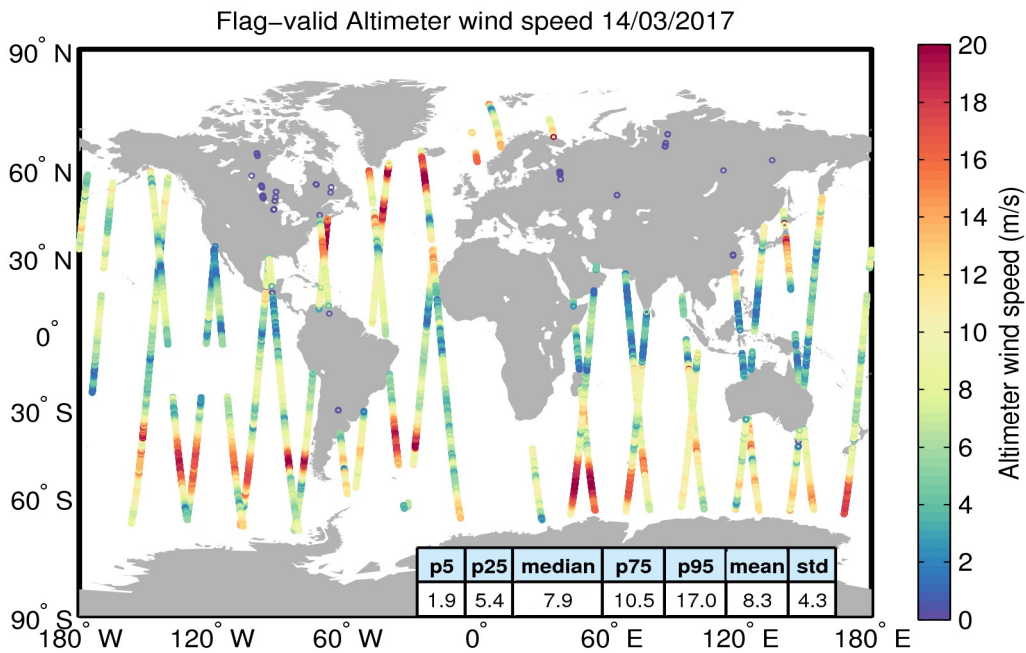 Flag−valid Altimeter wind speed 14/03/2017
90° N
60° N
30° N
0°
30° S
60° S
90° S
180° W
120° W
60° W
0°
60° E
120° E
180° E
p5 p25 median p75 p95 mean std
1.9 5.4 7.9 10.5 17.0 8.3 4.3
20
18
16
14
12
10
8
6
4
2
0
Altimeter wind speed (m/s)